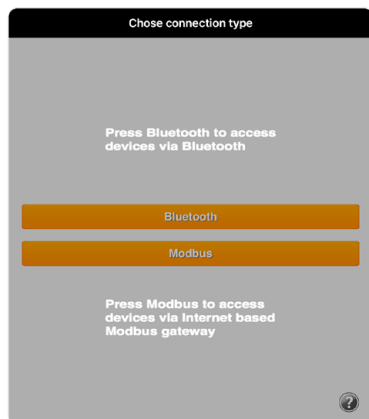 Chose connection type
Press Bluetooth to access
devices via Bluetooth
Bluetooth
Modbus
Press Modbus to access
devices via Internet based
Modbus gateway
?